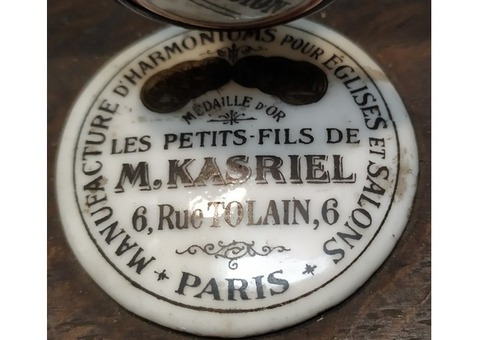 MANUFACTURE D'HARMONIUMS POUR ÉGLISES ET SALONS
MÉDAILLE D'OR
LES PETITS-FILS DE
M. KASRIEL
6, Rue TOLAIN, 6
PARIS